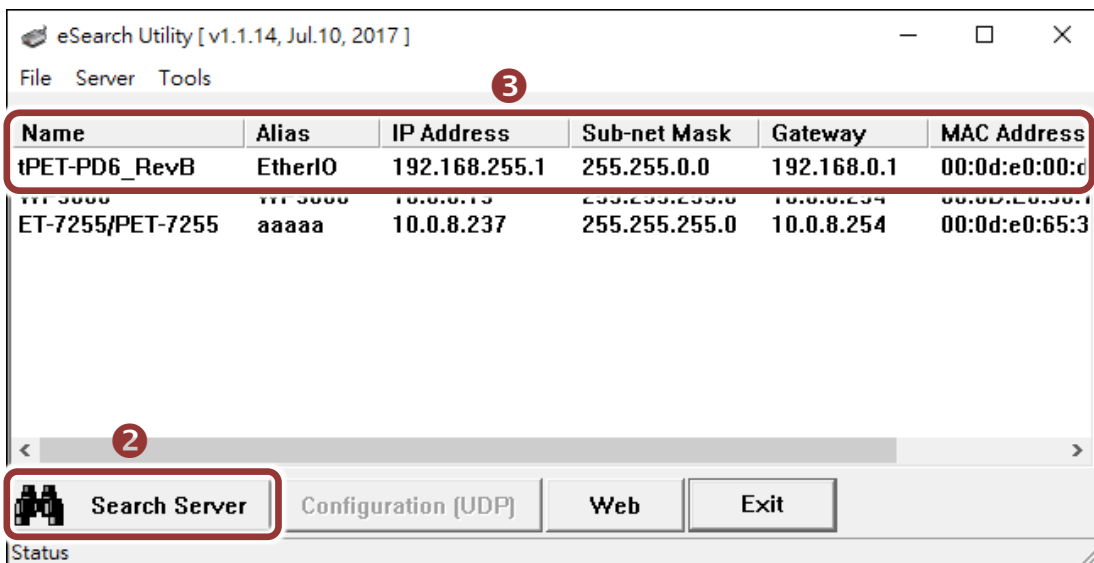 eSearch Utility [ v1.1.14, Jul.10, 2017 ]
File Server Tools
3
Name Alias IP Address Sub-net Mask Gateway MAC Address
tPET-PD6_RevB EtherIO 192.168.255.1 255.255.0.0 192.168.0.1 00:0d:e0:00:d
ET-7255/PET-7255 aaaaa 10.0.8.237 255.255.255.0 10.0.8.254 00:0d:e0:65:3
2
Search Server Configuration (UDP) Web Exit
Status